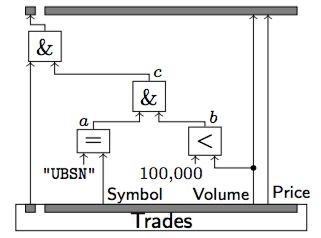 &
c
&
a
b
=
<
"UBSN"
100,000
Symbol
Volume
Price
Trades